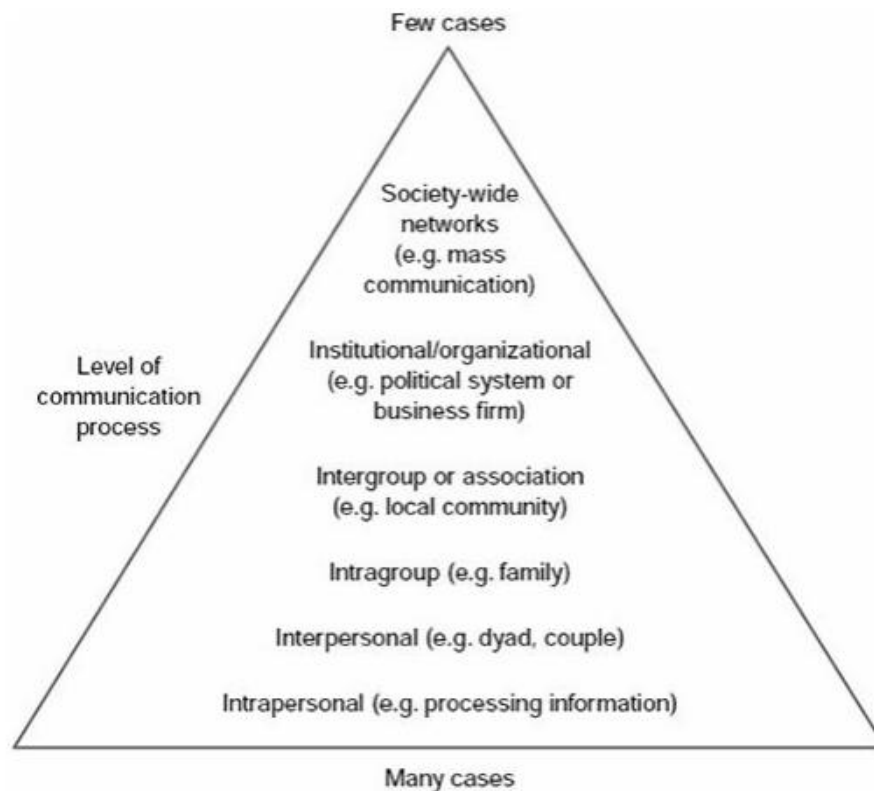 Few cases
Society-wide
networks
(e.g. mass
communication)
Level of
communication
process
Institutional/organizational
(e.g. political system or
business firm)
Intergroup or association
(e.g. local community)
Intragroup (e.g. family)
Interpersonal (e.g. dyad, couple)
Intrapersonal (e.g. processing information)
Many cases